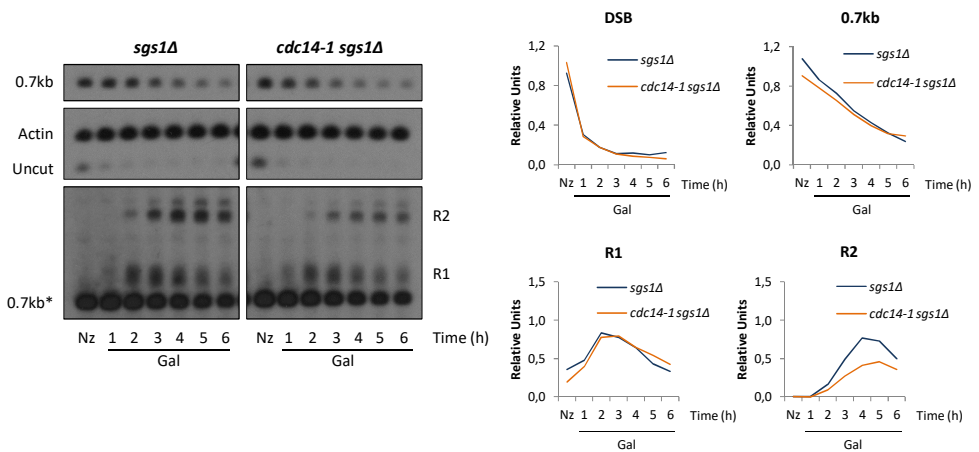 sgs1Δ cdc14-1 sgs1Δ
0.7kb
Actin
Uncut
R2
R1
0.7kb*
Nz 1 2 3 4 5 6 1 2 3 4 5 6 Time (h)
Nz
Gal Gal
DSB
Relative Units
1,2
0,8
0,4
0,0
sgs1Δ
cdc14-1 sgs1Δ
Nz 1 2 3 4 5 6 Time (h)
Gal
0.7kb
Relative Units
1,2
0,8
0,4
0,0
sgs1Δ
cdc14-1 sgs1Δ
Nz 1 2 3 4 5 6 Time (h)
Gal
R1
Relative Units
1,5
1,0
0,5
0,0
sgs1Δ
cdc14-1 sgs1Δ
Nz 1 2 3 4 5 6 Time (h)
Gal
R2
Relative Units
1,5
1,0
0,5
0,0
sgs1Δ
cdc14-1 sgs1Δ
Nz 1 2 3 4 5 6 Time (h)
Gal